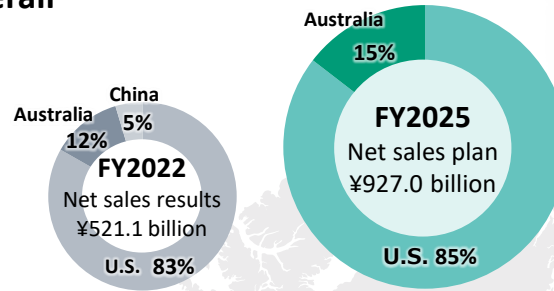 Australia
15%
FY2025
Net sales plan
¥927.0 billion
U.S. 85%
China
5%
Australia
12%
FY2022
Net sales results
¥521.1 billion
U.S. 83%